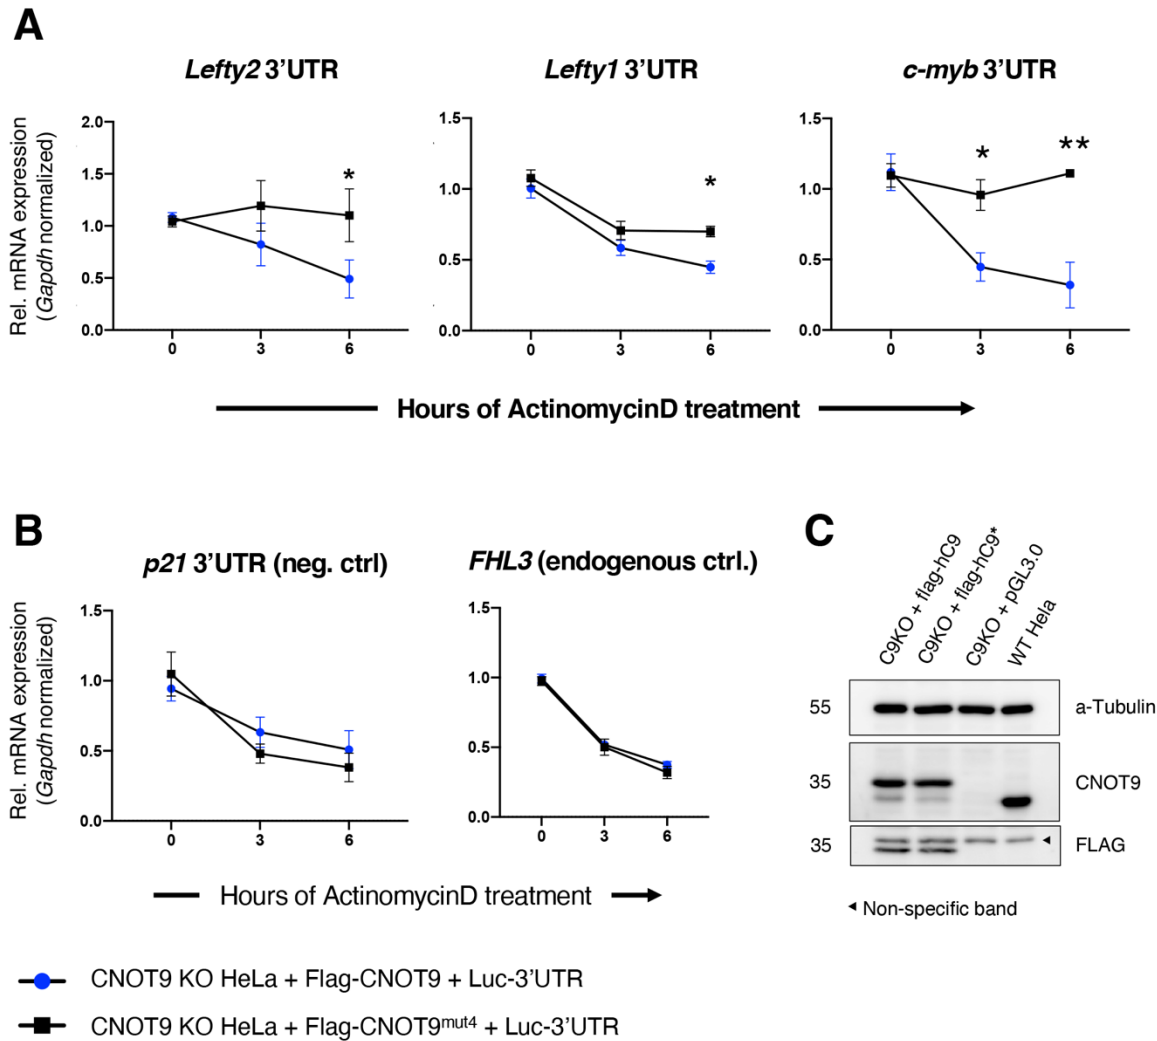 A
Lefty2 3’UTR
Lefty1 3’UTR
c-myb 3’UTR
Rel. mRNA expression
(Gapdh normalized)
2.0
1.5
1.0
0.5
0.0
0
3
6
*
1.5
1.0
0.5
0.0
0
3
6
*
1.5
1.0
0.5
0.0
0
3
6
*
**
Hours of ActinomycinD treatment
B
p21 3’UTR (neg. ctrl)
FHL3 (endogenous ctrl.)
Rel. mRNA expression
(Gapdh normalized)
1.5
1.0
0.5
0.0
0
3
6
1.5
1.0
0.5
0.0
0
3
6
Hours of ActinomycinD treatment
C
C9KO + flag-hC9
C9KO + flag-hC9*
C9KO + pGL3.0
WT Hela
55
a-Tubulin
35
CNOT9
35
FLAG
Non-specific band
CNOT9 KO HeLa + Flag-CNOT9 + Luc-3’UTR
CNOT9 KO HeLa + Flag-CNOT9mut4 + Luc-3’UTR